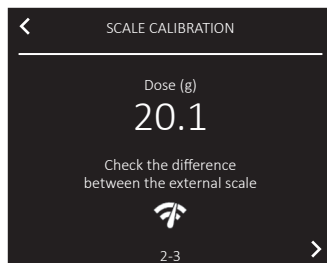 SCALE CALIBRATION
Dose (g)
20.1
Check the difference
between the external scale
2-3